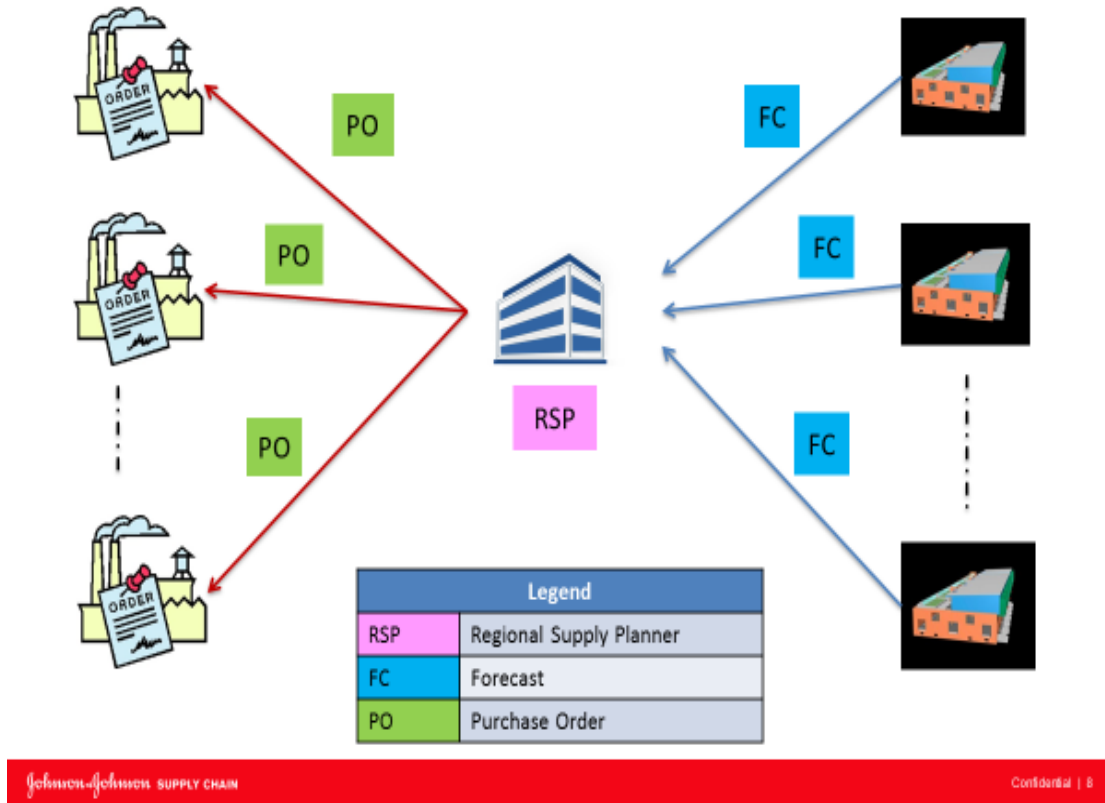 ORDER
PO
FC
ORDER
PO
FC
RSP
ORDER
PO
FC
Legend
RSP Regional Supply Planner
FC Forecast
PO Purchase Order
Johnson & Johnson SUPPLY CHAIN
Confidential | 8